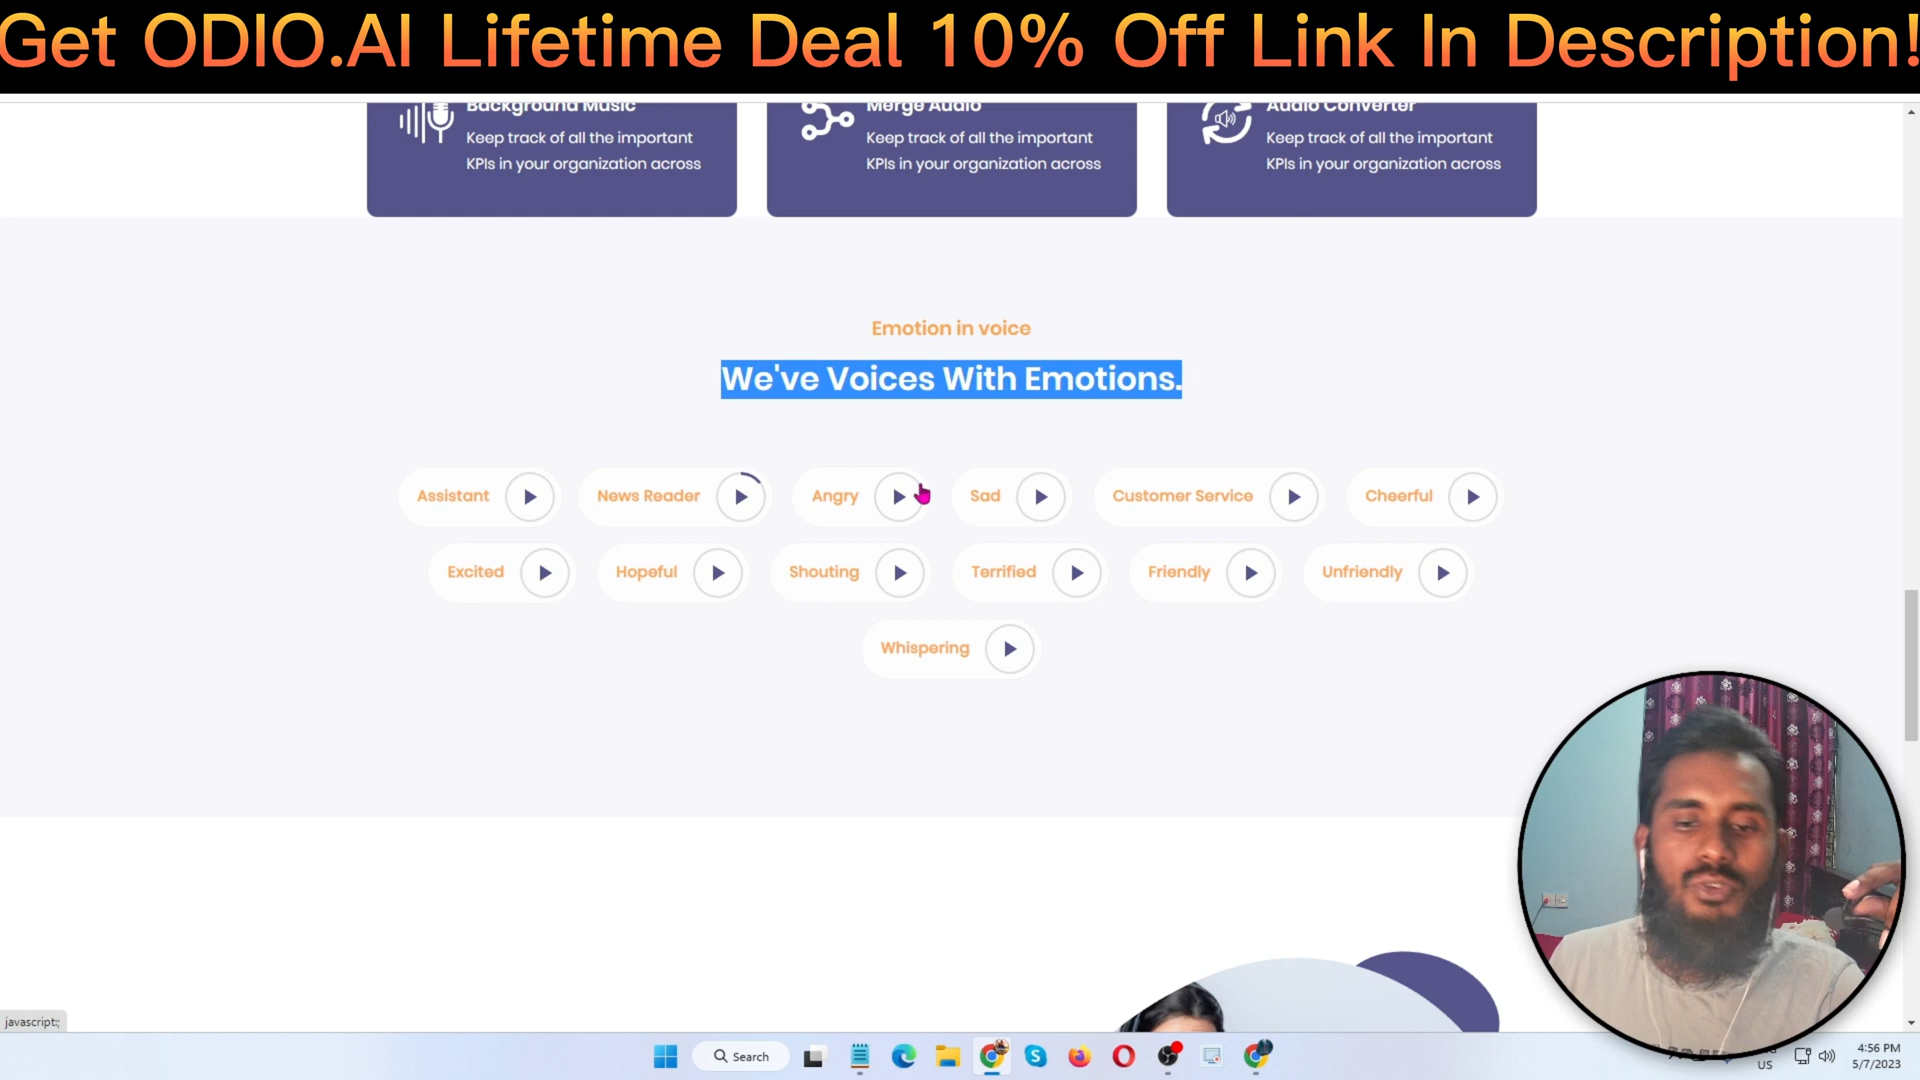 Get ODIO.AI Lifetime Deal 10% Off Link In Description!
Background Music
Keep track of all the important
KPIs in your organization across
Merge Audio
Keep track of all the important
KPIs in your organization across
Audio Converter
Keep track of all the important
KPIs in your organization across
Emotion in voice
We've Voices With Emotions.
Assistant
News Reader
Angry
Sad
Customer Service
Cheerful
Excited
Hopeful
Shouting
Terrified
Friendly
Unfriendly
Whispering
javascript:;
Search
US
4:56 PM
5/7/2023